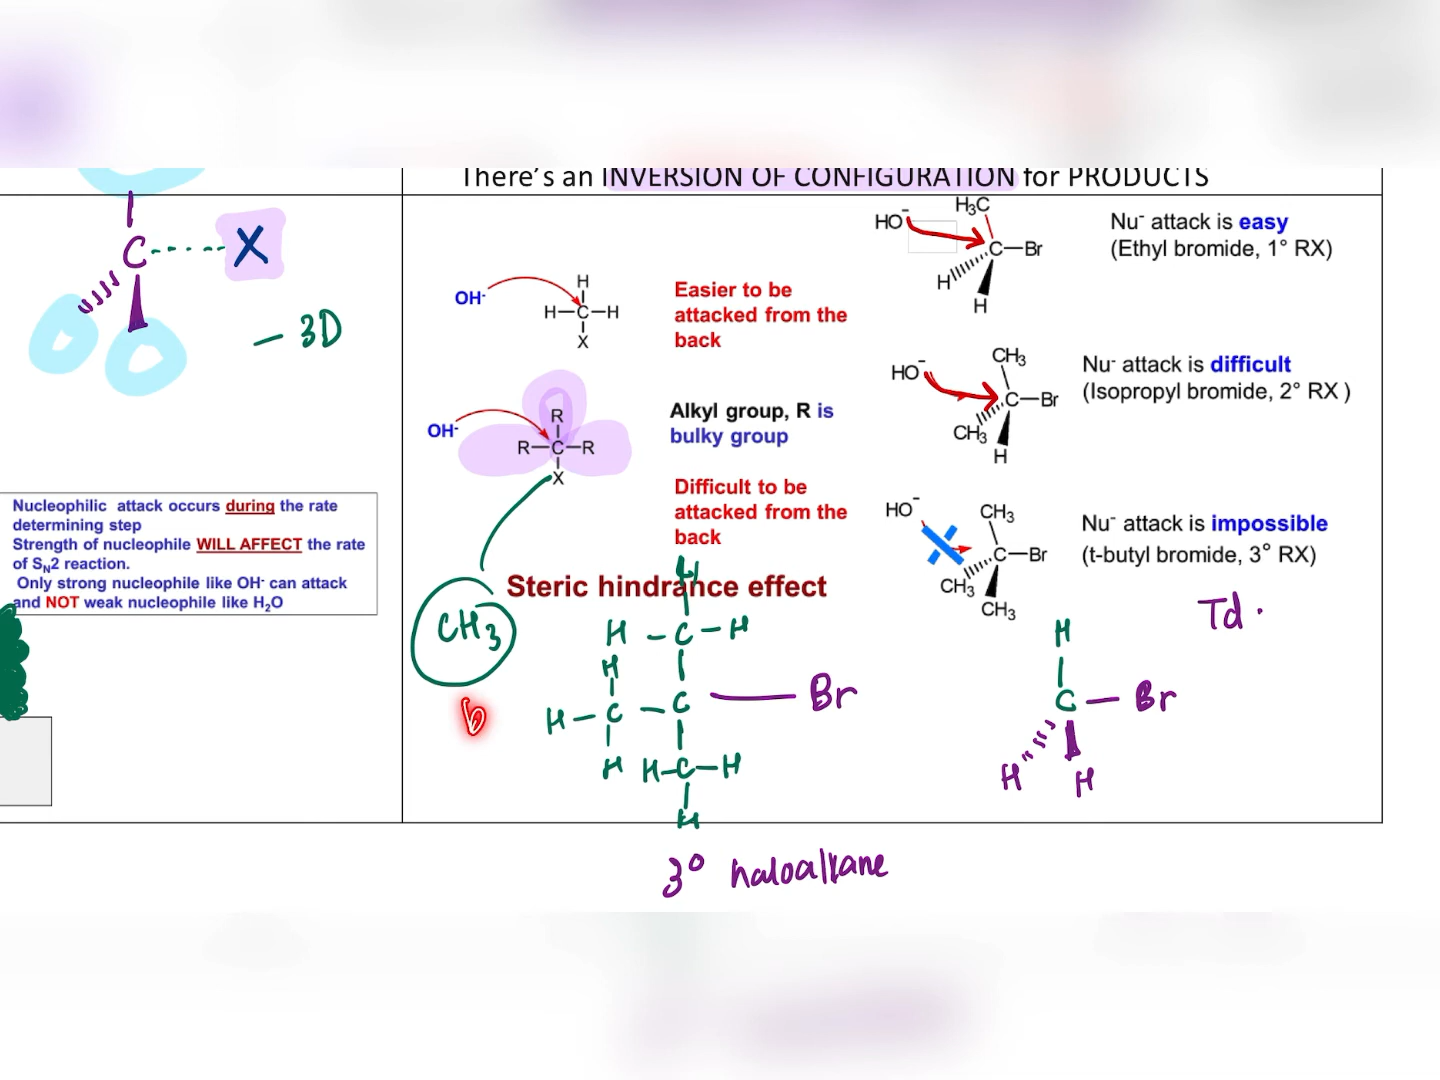 There's an INVERSION OF CONFIGURATION for PRODUCTS
C X
3D
Nucleophilic attack occurs during the rate
determining step
Strength of nucleophile WILL AFFECT the rate
of SN2 reaction.
Only strong nucleophile like OH- can attack
and NOT weak nucleophile like H2O
OH-
H
H–C–H
X
Easier to be
attacked from the
back
OH-
R
R–C–R
X
Alkyl group, R is
bulky group
Difficult to be
attacked from the
back
Steric hindrance effect
HO-
H3C
C–Br
H
H
Nu- attack is easy
(Ethyl bromide, 1° RX)
HO-
CH3
C–Br
CH3
H
Nu- attack is difficult
(Isopropyl bromide, 2° RX )
HO-
CH3
C–Br
CH3
CH3
Nu- attack is impossible
(t-butyl bromide, 3° RX)
CH3
H
H – C – H
H
H – C – C — Br
H H–C–H
H
3° haloalkane
Td.
H
C – Br
H H